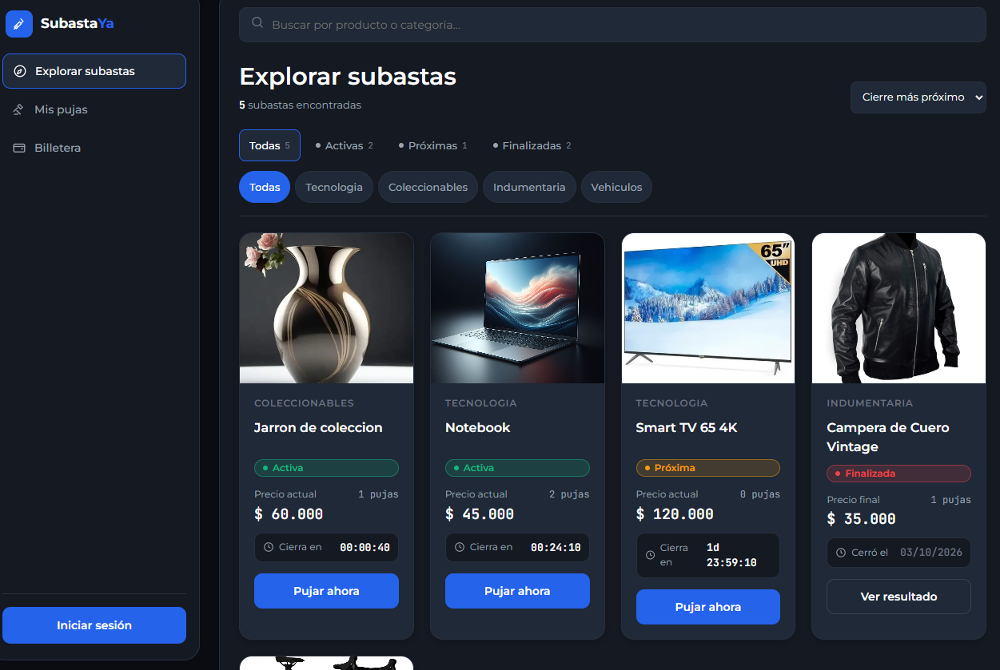 SubastaYa
Explorar subastas
Mis pujas
Billetera
Iniciar sesión
Buscar por producto o categoría...
Explorar subastas
5 subastas encontradas
Cierre más próximo
Todas 5
Activas 2
Próximas 1
Finalizadas 2
Todas
Tecnologia
Coleccionables
Indumentaria
Vehiculos
COLECCIONABLES
Jarron de coleccion
Activa
Precio actual 1 pujas
$ 60.000
Cierra en 00:00:40
Pujar ahora
TECNOLOGIA
Notebook
Activa
Precio actual 2 pujas
$ 45.000
Cierra en 00:24:10
Pujar ahora
65"
UHD
TECNOLOGIA
Smart TV 65 4K
Próxima
Precio actual 0 pujas
$ 120.000
Cierra en
1d
23:59:10
Pujar ahora
INDUMENTARIA
Campera de Cuero
Vintage
Finalizada
Precio final 1 pujas
$ 35.000
Cerró el 03/10/2026
Ver resultado